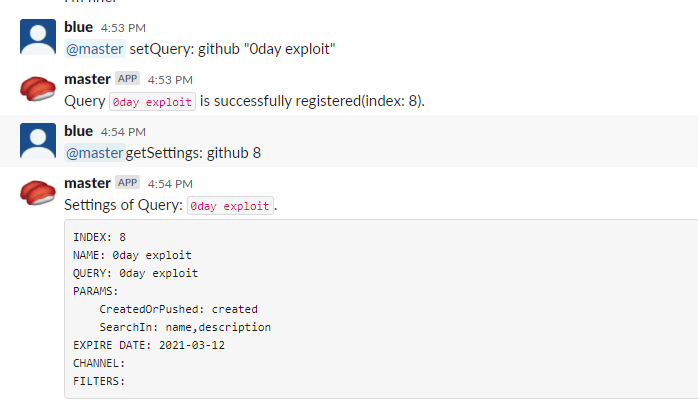 blue 4:53 PM
@master setQuery: github "0day exploit"
master APP 4:53 PM
Query 0day exploit is successfully registered(index: 8).
blue 4:54 PM
@master getSettings: github 8
master APP 4:54 PM
Settings of Query: 0day exploit.
INDEX: 8
NAME: 0day exploit
QUERY: 0day exploit
PARAMS:
    CreatedOrPushed: created
    SearchIn: name,description
EXPIRE DATE: 2021-03-12
CHANNEL:
FILTERS: